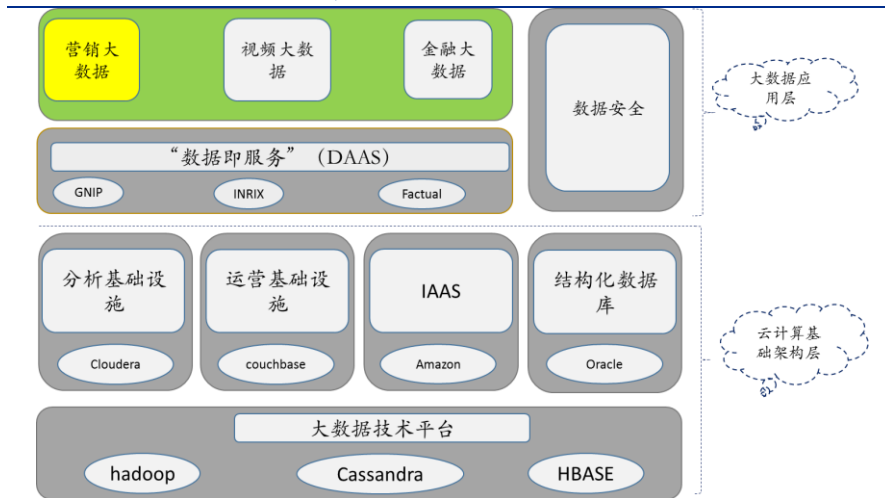 营销大
数据
视频大数
据
金融大
数据
数据安全
大数据应
用层
“数据即服务”（DAAS）
GNIP
INRIX
Factual
分析基础设
施
运营基础设
施
IAAS
结构化数据
库
云计算基
础架构层
Cloudera
couchbase
Amazon
Oracle
大数据技术平台
hadoop
Cassandra
HBASE